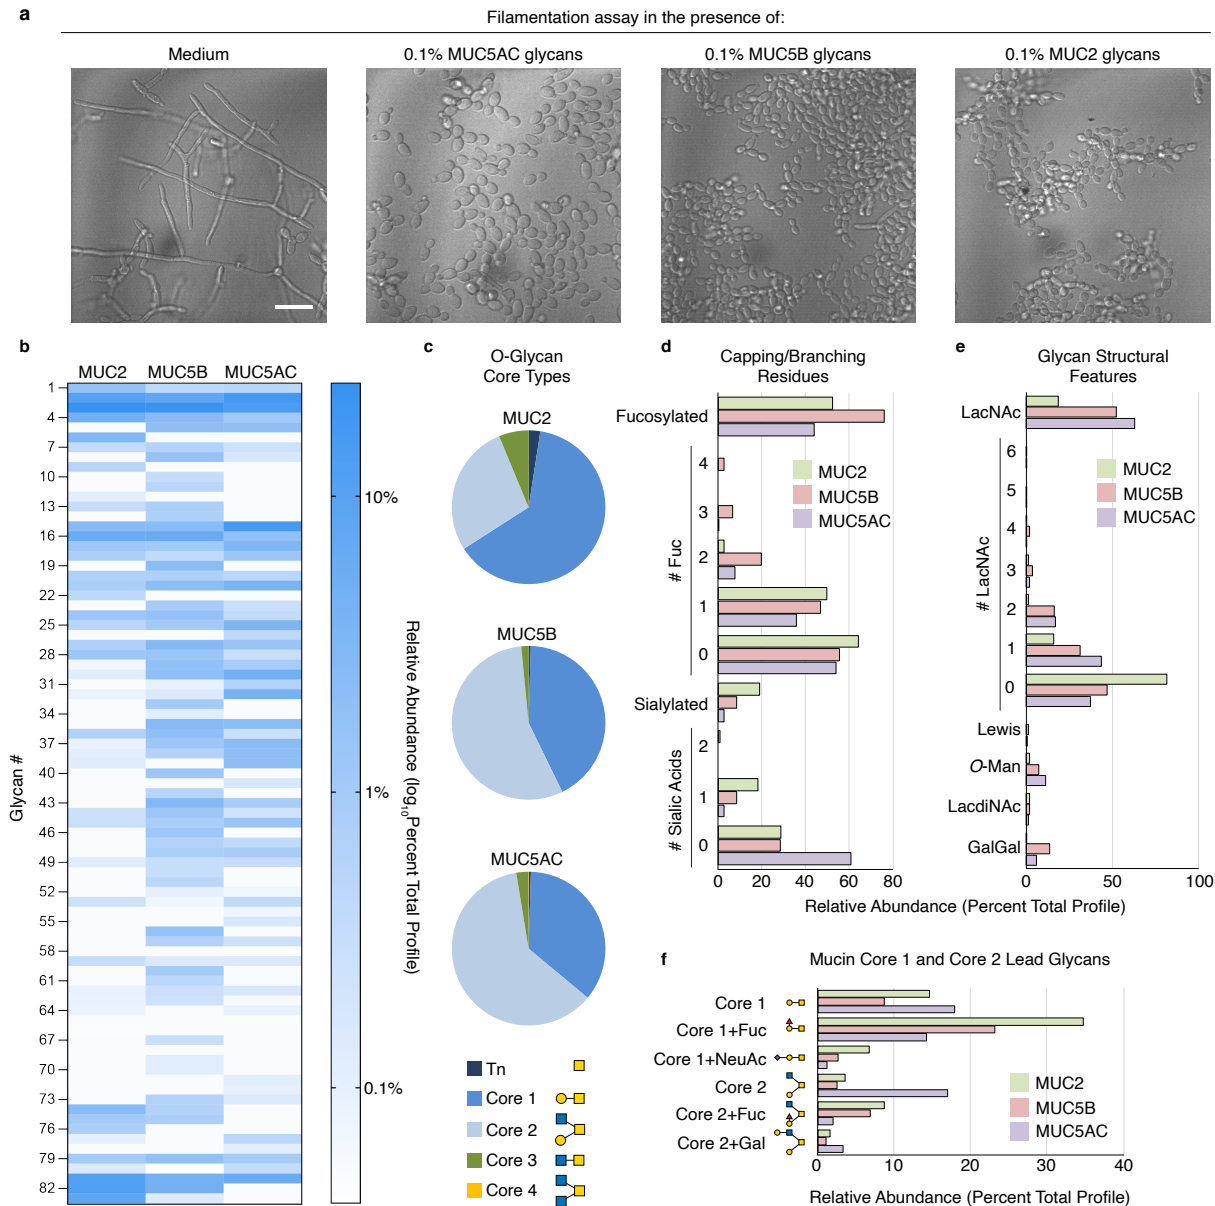 a
Filamentation assay in the presence of:
Medium
0.1% MUC5AC glycans
0.1% MUC5B glycans
0.1% MUC2 glycans
b
MUC2 MUC5B MUC5AC
Glycan #
1
4
7
10
13
16
19
22
25
28
31
34
37
40
43
46
49
52
55
58
61
64
67
70
73
76
79
82
10%
1%
0.1%
Relative Abundance (log10Percent Total Profile)
c
O-Glycan
Core Types
MUC2
MUC5B
MUC5AC
Tn
Core 1
Core 2
Core 3
Core 4
d
Capping/Branching
Residues
Fucosylated
# Fuc
4
3
2
1
0
Sialylated
# Sialic Acids
2
1
0
MUC2
MUC5B
MUC5AC
0 20 40 60 80
e
Glycan Structural
Features
LacNAc
# LacNAc
6
5
4
3
2
1
0
Lewis
O-Man
LacdiNAc
GalGal
MUC2
MUC5B
MUC5AC
0 50 100
Relative Abundance (Percent Total Profile)
f
Mucin Core 1 and Core 2 Lead Glycans
Core 1
Core 1+Fuc
Core 1+NeuAc
Core 2
Core 2+Fuc
Core 2+Gal
MUC2
MUC5B
MUC5AC
0 10 20 30 40
Relative Abundance (Percent Total Profile)